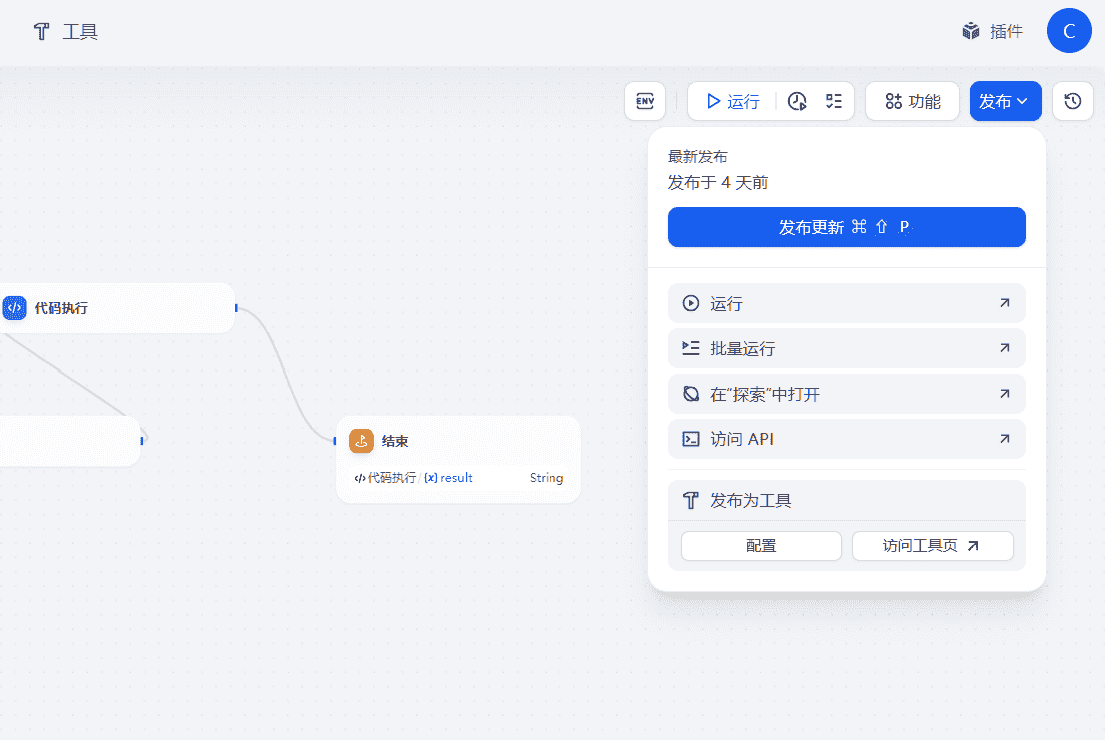 工具
插件
C
ENV
运行
功能
发布
最新发布
发布于 4 天前
发布更新 ⌘ ⇧ P
运行
批量运行
在“探索”中打开
访问 API
发布为工具
配置
访问工具页
代码执行
结束
代码执行/{x} result String